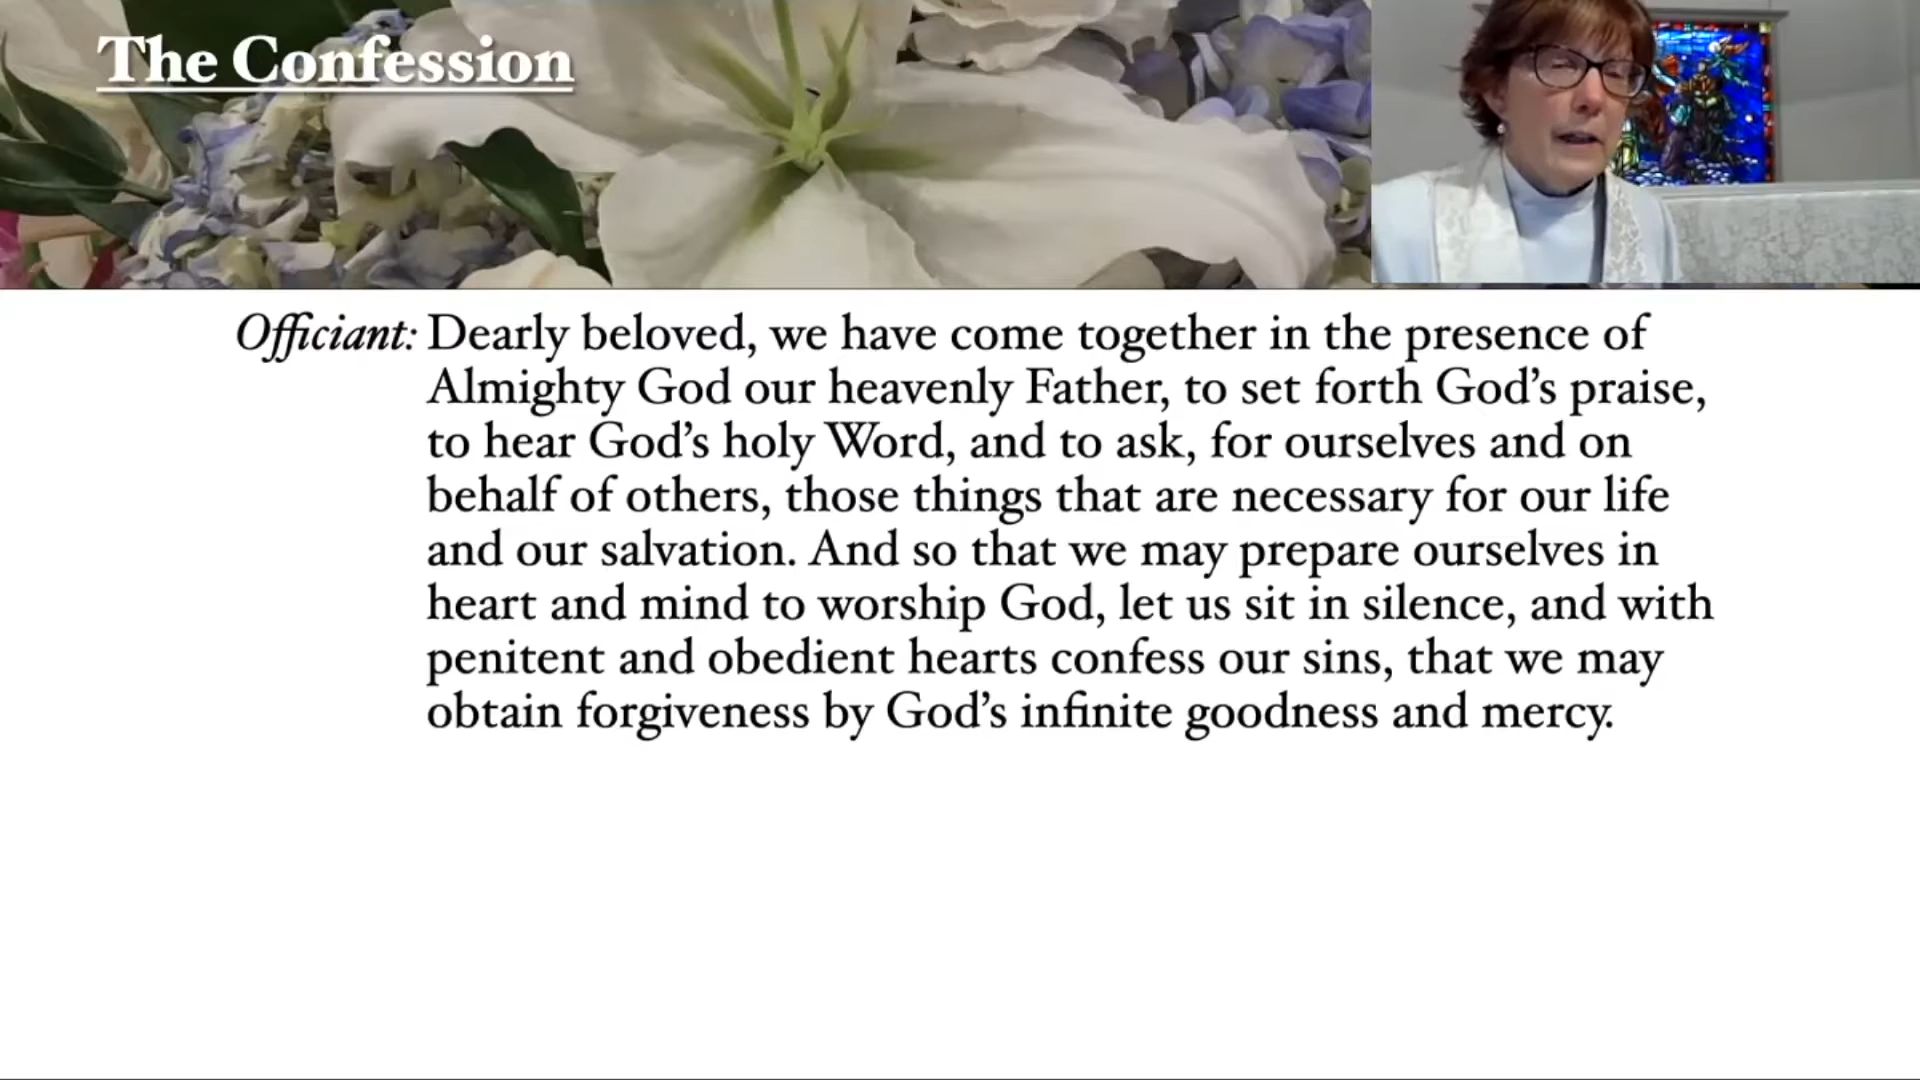 The Confession
Officiant: Dearly beloved, we have come together in the presence of
Almighty God our heavenly Father, to set forth God’s praise,
to hear God’s holy Word, and to ask, for ourselves and on
behalf of others, those things that are necessary for our life
and our salvation. And so that we may prepare ourselves in
heart and mind to worship God, let us sit in silence, and with
penitent and obedient hearts confess our sins, that we may
obtain forgiveness by God’s infinite goodness and mercy.